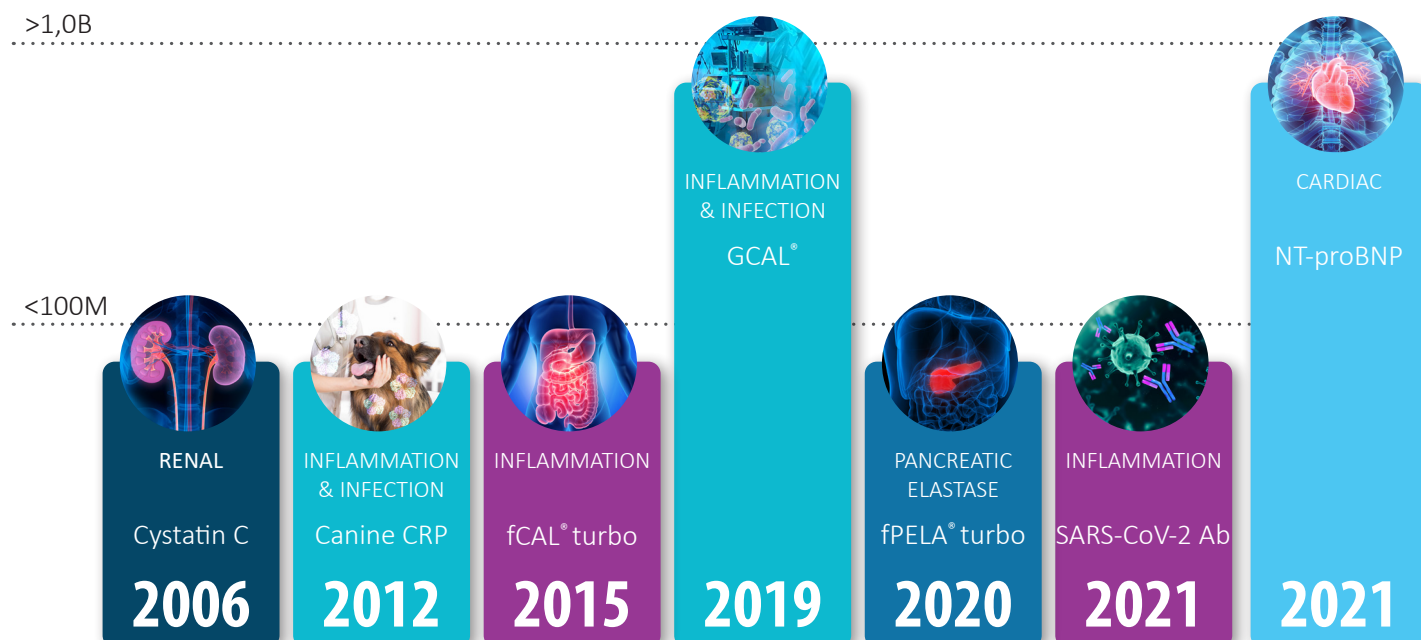 >1,0B
<100M
RENAL
Cystatin C
2006
INFLAMMATION
& INFECTION
Canine CRP
2012
INFLAMMATION
fCAL® turbo
2015
INFLAMMATION
& INFECTION
GCAL®
2019
PANCREATIC
ELASTASE
fPELA® turbo
2020
INFLAMMATION
SARS-CoV-2 Ab
2021
CARDIAC
NT-proBNP
2021